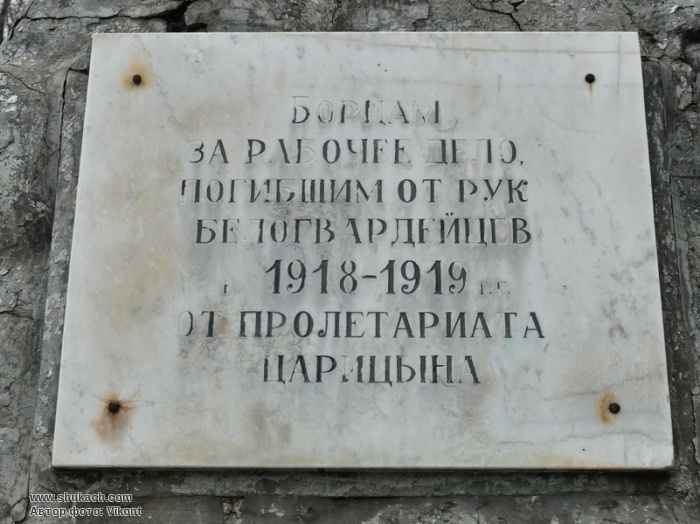 Борцам
за рабочее дело,
погибшим от рук
белогвардейцев
1918-1919 г.г.
от пролетариата
Царицына
www.shukach.com
Автор фото: Vikont